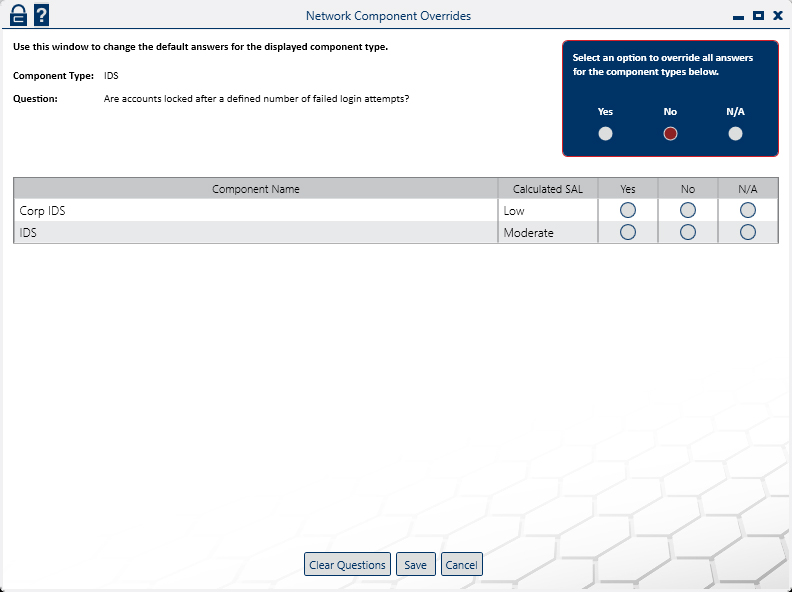 ?
Network Component Overrides
Use this window to change the default answers for the displayed component type.
Component Type: IDS
Question: Are accounts locked after a defined number of failed login attempts?
Select an option to override all answers
for the component types below.
Yes No N/A
Component Name Calculated SAL Yes No N/A
Corp IDS Low
IDS Moderate
Clear Questions Save Cancel